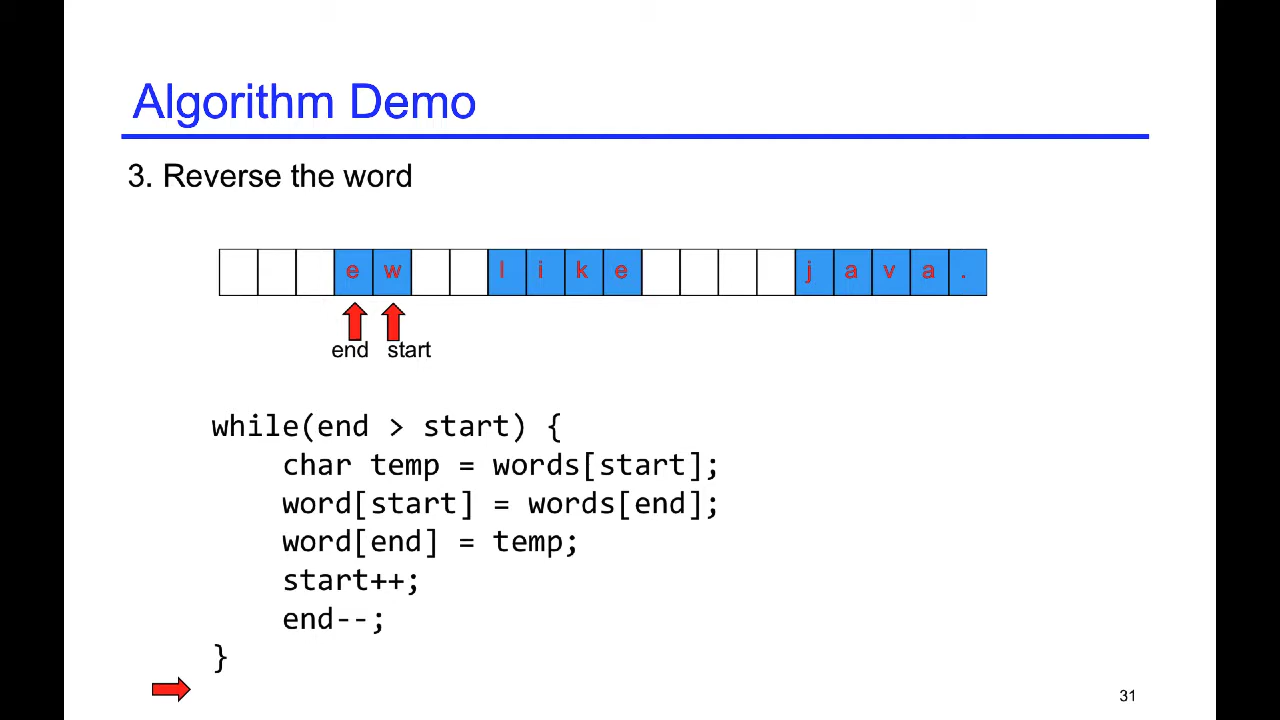 Algorithm Demo
3. Reverse the word
e w l i k e j a v a .
end start
while(end > start) {
char temp = words[start];
word[start] = words[end];
word[end] = temp;
start++;
end--;
}
31